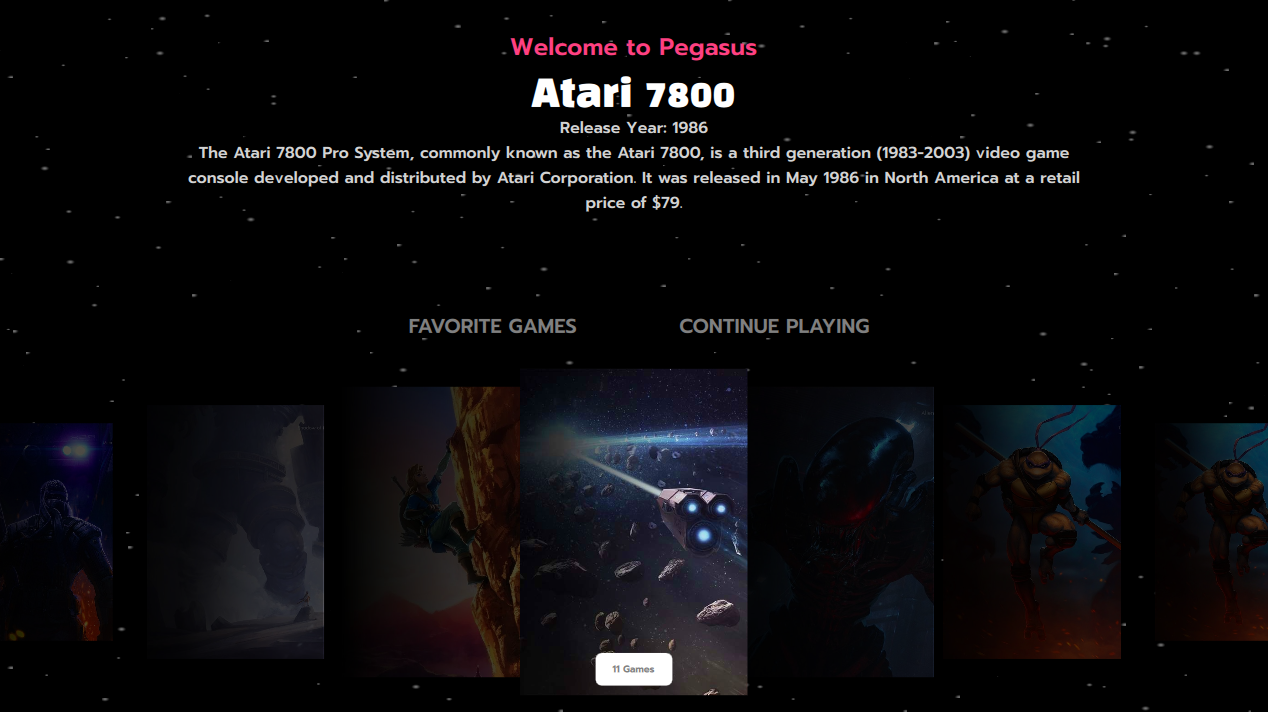 Welcome to Pegasus
Atari 7800
Release Year: 1986
The Atari 7800 Pro System, commonly known as the Atari 7800, is a third generation (1983-2003) video game
console developed and distributed by Atari Corporation. It was released in May 1986 in North America at a retail
price of $79.
FAVORITE GAMES
CONTINUE PLAYING
11 Games